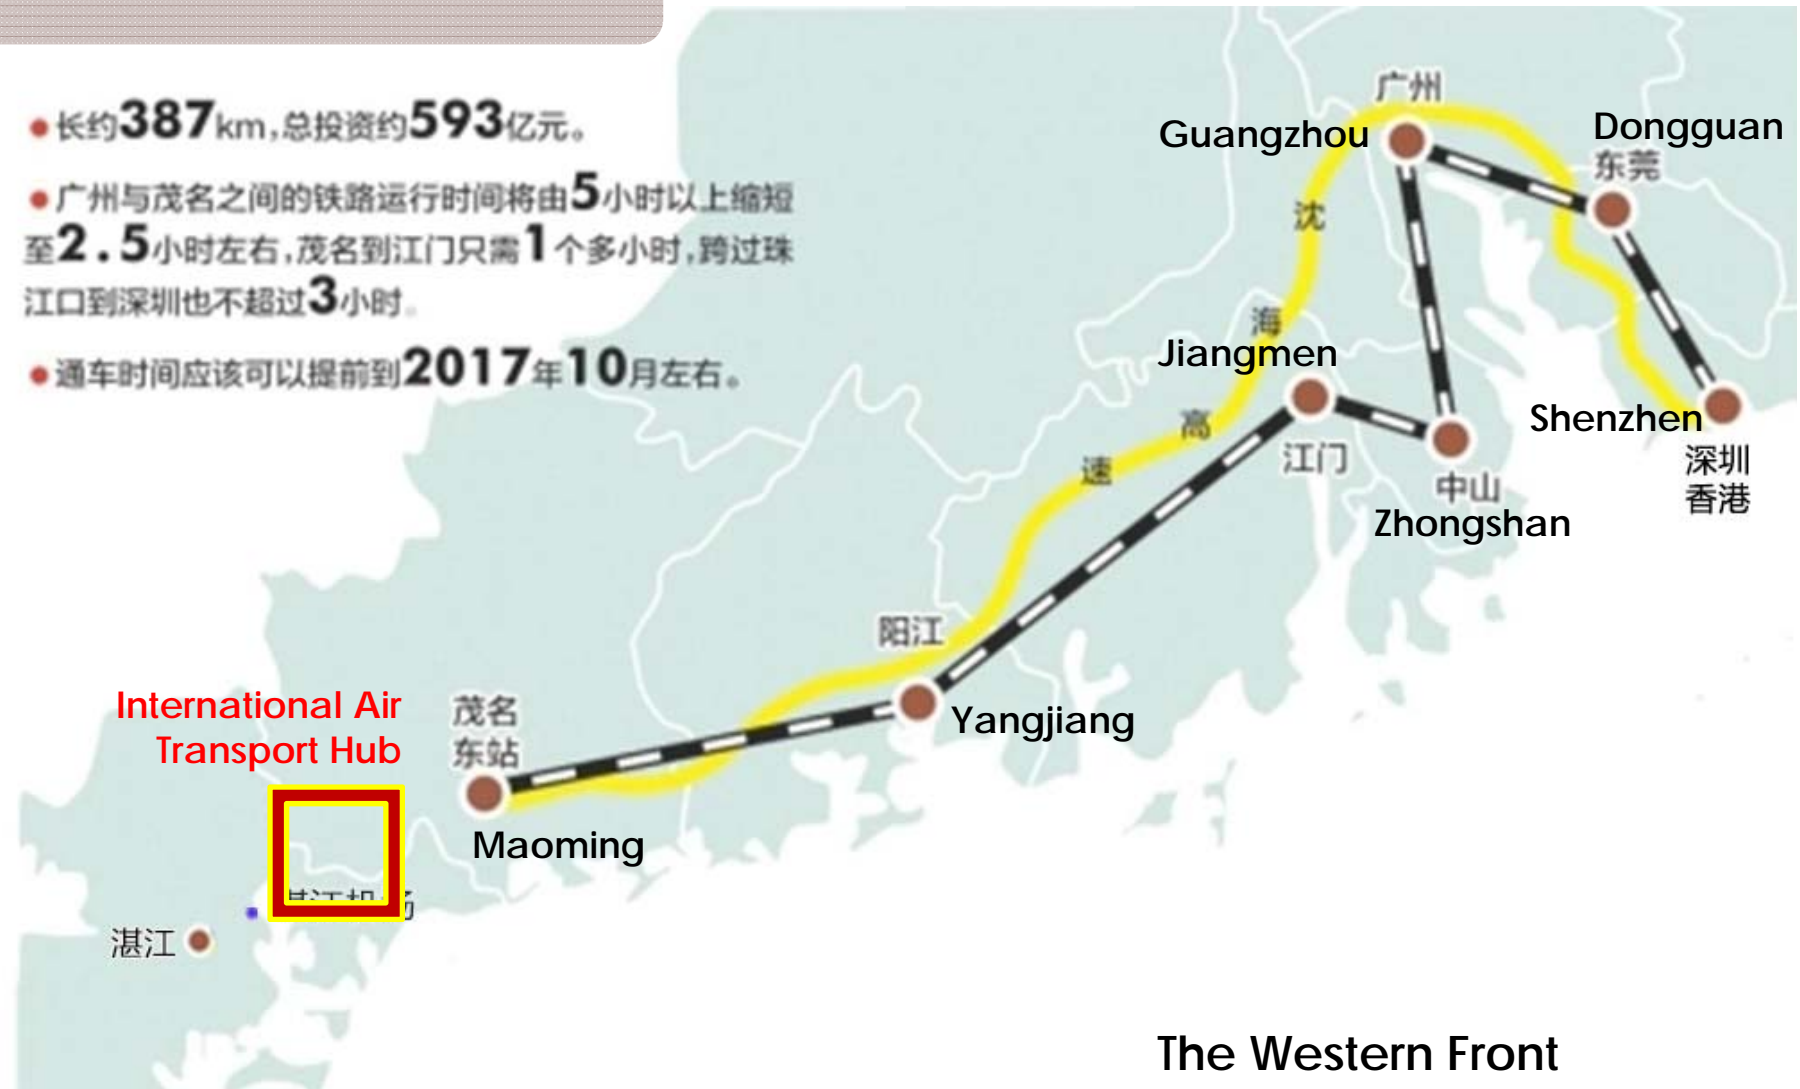 ●长约387km,总投资约593亿元。
●广州与茂名之间的铁路运行时间将由5小时以上缩短
至2.5小时左右,茂名到江门只需1个多小时,跨过珠
江口到深圳也不超过3小时。
●通车时间应该可以提前到2017年10月左右。
广州
Guangzhou
Dongguan
东莞
沈
海
高
速
Jiangmen
江门
Shenzhen
深圳
香港
中山
Zhongshan
阳江
Yangjiang
International Air
Transport Hub
茂名
东站
Maoming
湛江
The Western Front